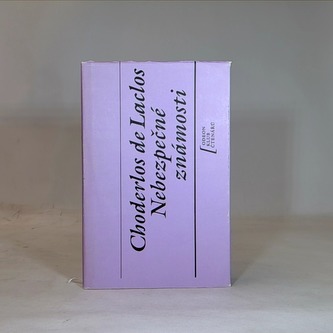 Choderlos de Laclos
Nebezpečné
známosti
ODEON
KLUB
ČTENÁŘŮ